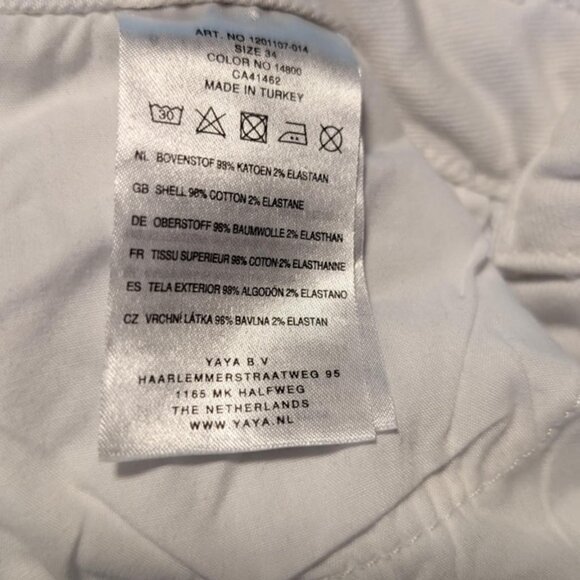 ART. NO 1201107-014
SIZE 34
COLOR NO 14800
CA41462
MADE IN TURKEY
30
NL BOVENSTOF 98% KATOEN 2% ELASTAAN
GB SHELL 98% COTTON 2% ELASTANE
DE OBERSTOFF 98% BAUMWOLLE 2% ELASTHAN
FR TISSU SUPERIEUR 98% COTON 2% ELASTHANNE
ES TELA EXTERIOR 98% ALGODÓN 2% ELASTANO
CZ VRCHNÍ LÁTKA 98% BAVLNA 2% ELASTAN
YAYA B V
HAARLEMMERSTRAATWEG 95
1165 MK HALFWEG
THE NETHERLANDS
WWW.YAYA.NL